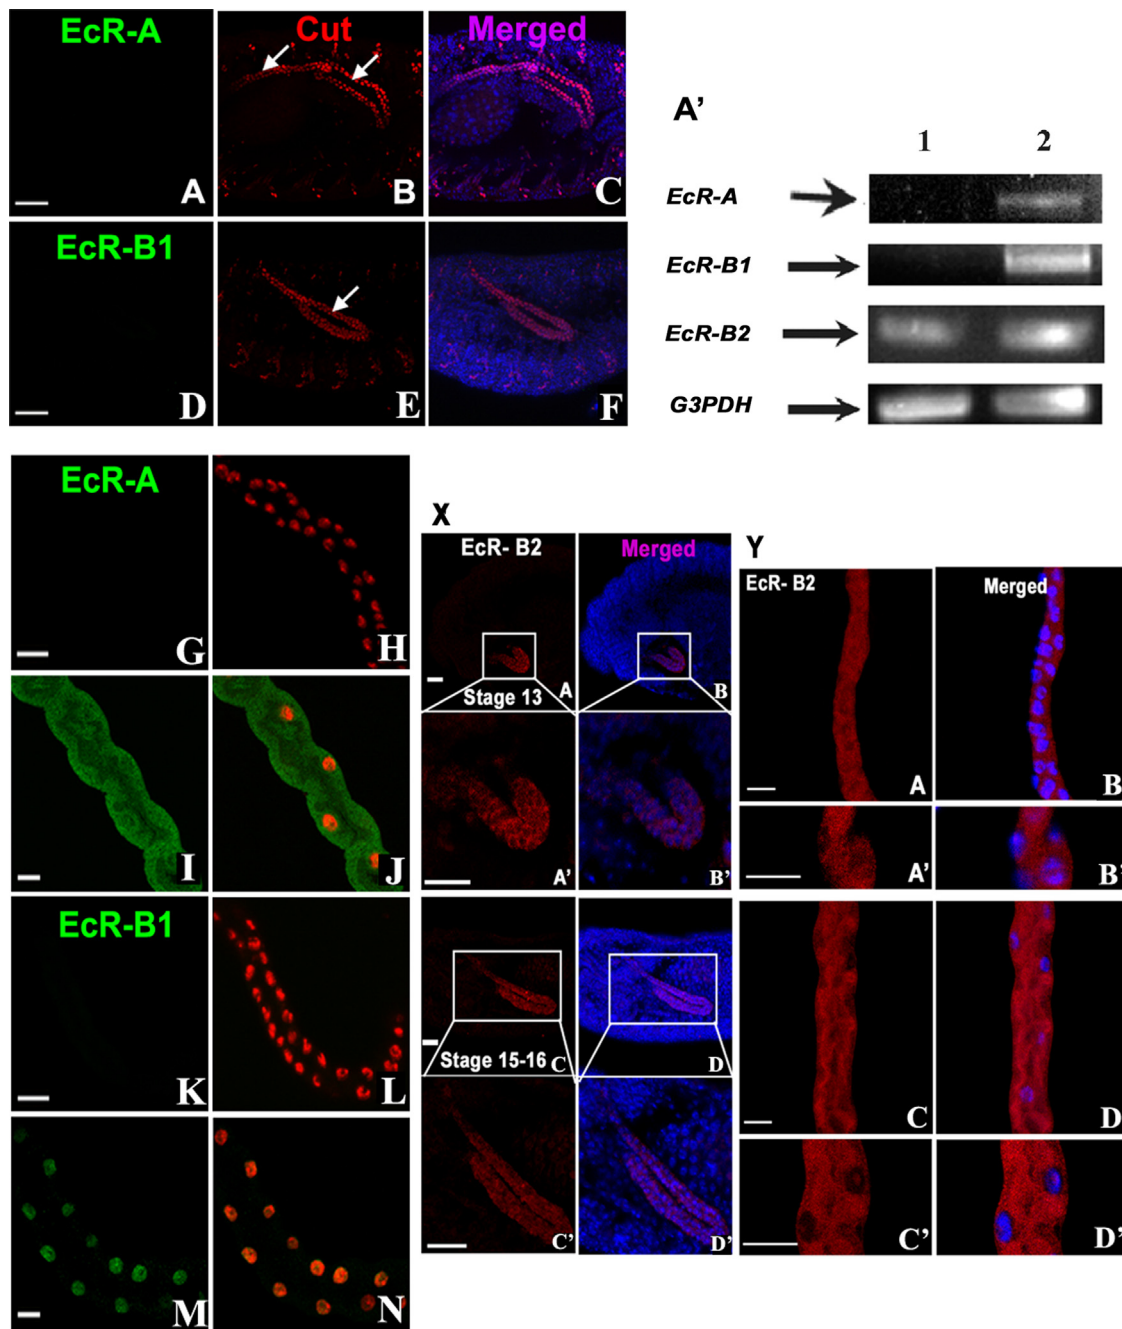 EcR-A
Cut
Merged
A
B
C
EcR-B1
D
E
F
A'
1
2
EcR-A
EcR-B1
EcR-B2
G3PDH
EcR-A
G
H
I
J
EcR-B1
K
L
M
N
X
EcR- B2
Merged
Stage 13
A
B
A'
B'
Stage 15-16
C
D
C'
D'
Y
EcR- B2
Merged
A
B
A'
B'
C
D
C'
D'